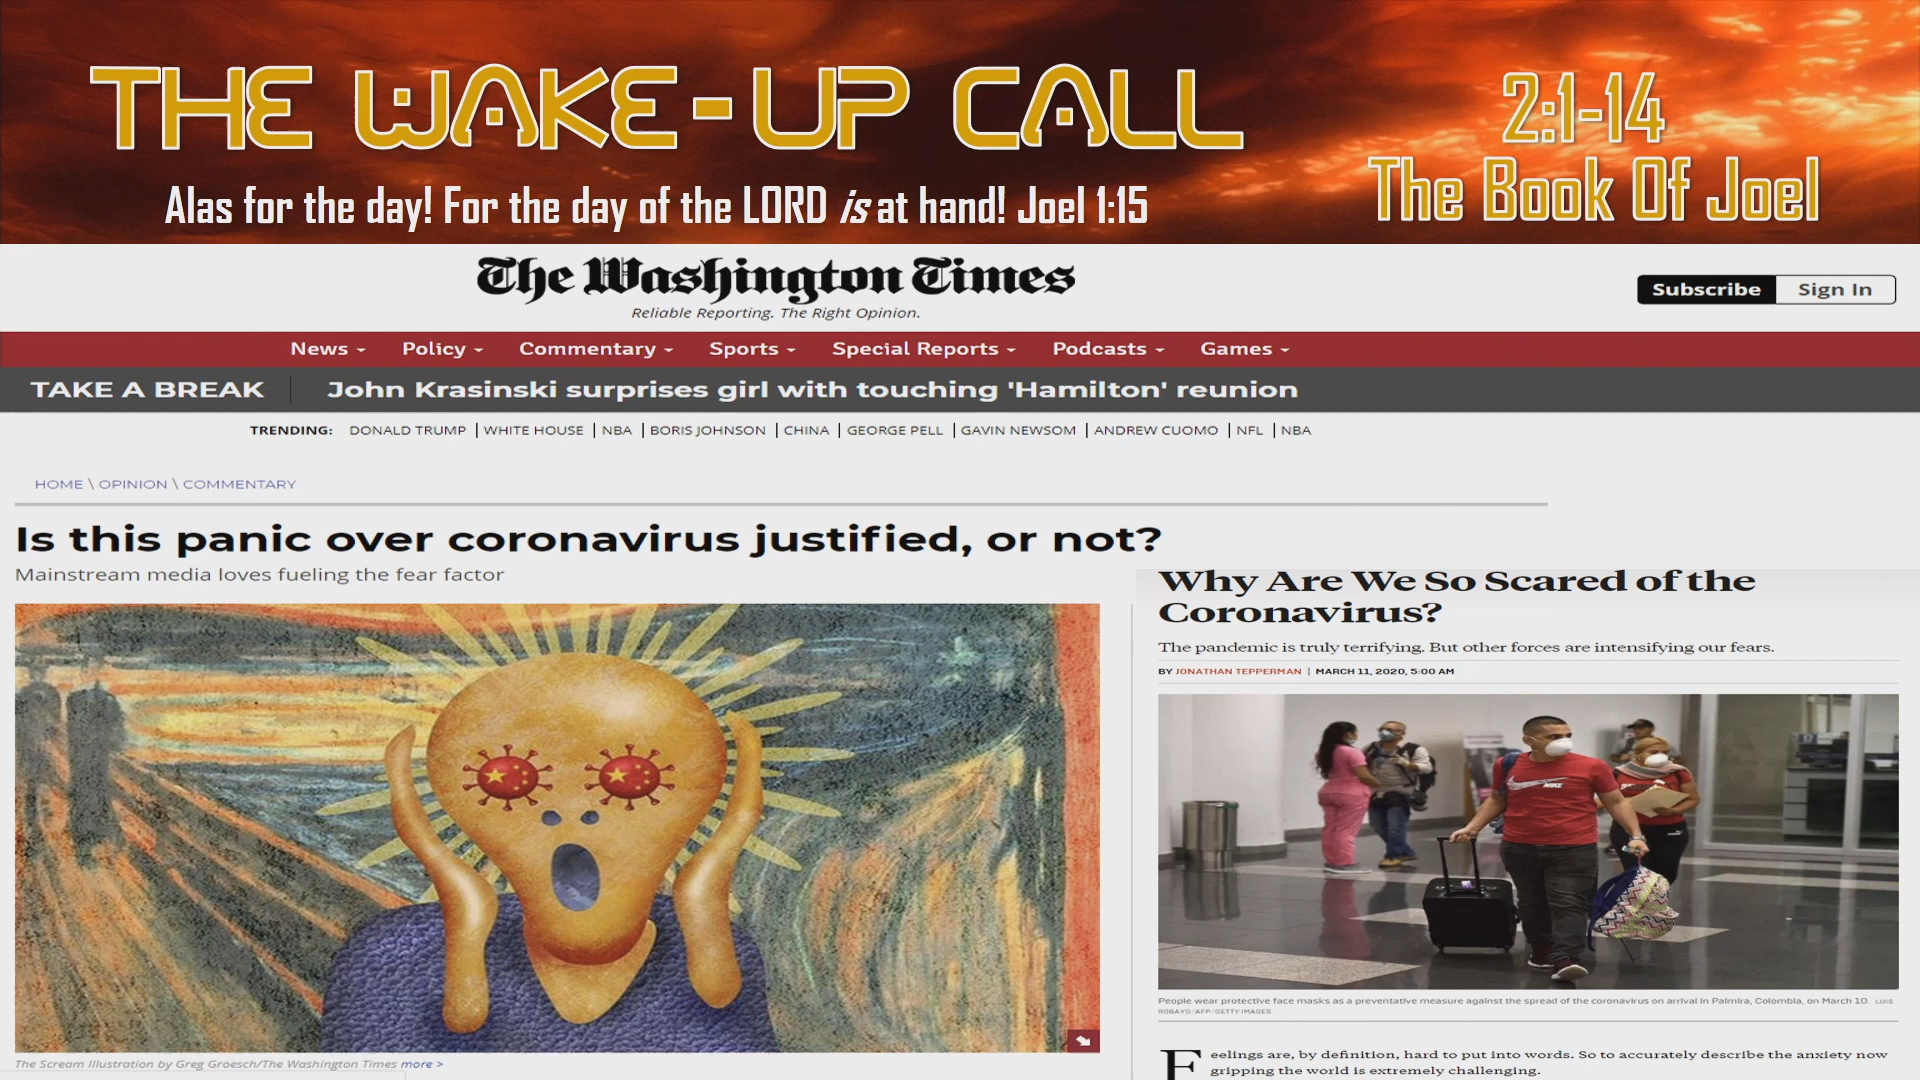 THE WAKE-UP CALL
Alas for the day! For the day of the LORD is at hand! Joel 1:15
2:1-14
The Book Of Joel
The Washington Times
Reliable Reporting. The Right Opinion.
Subscribe
Sign In
News
Policy
Commentary
Sports
Special Reports
Podcasts
Games
TAKE A BREAK
John Krasinski surprises girl with touching 'Hamilton' reunion
TRENDING: DONALD TRUMP | WHITE HOUSE | NBA | BORIS JOHNSON | CHINA | GEORGE PELL | GAVIN NEWSOM | ANDREW CUOMO | NFL | NBA
HOME \ OPINION \ COMMENTARY
Is this panic over coronavirus justified, or not?
Mainstream media loves fueling the fear factor
The Scream Illustration by Greg Groesch/The Washington Times more >
Why Are We So Scared of the
Coronavirus?
The pandemic is truly terrifying. But other forces are intensifying our fears.
BY JONATHAN TEPPERMAN | MARCH 11, 2020, 5:00 AM
NIKE
People wear protective face masks as a preventative measure against the spread of the coronavirus on arrival in Palmira, Colombia, on March 10. LUIS
ROBAYO/AFP/GETTY IMAGES
Feelings are, by definition, hard to put into words. So to accurately describe the anxiety now
gripping the world is extremely challenging.